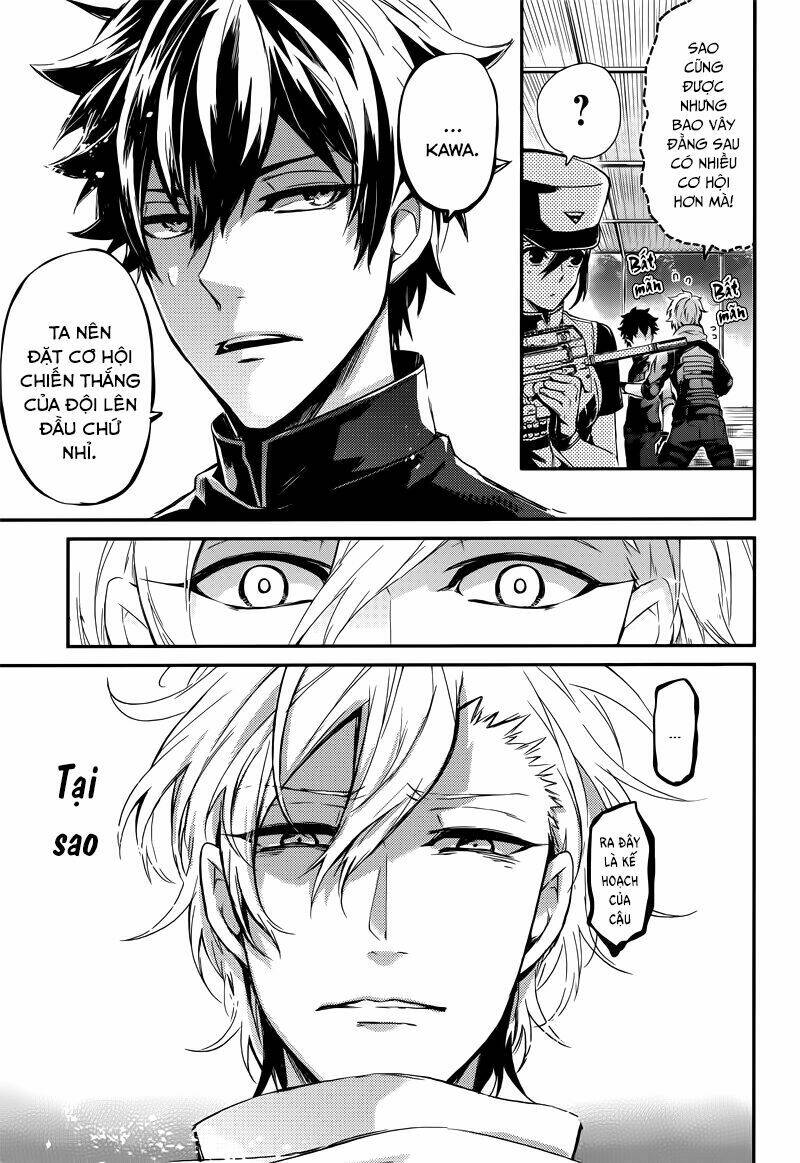 SAO
CŨNG
ĐƯỢC
NHƯNG
BAO VÂY
ĐẰNG SAU
CÓ NHIỀU
CƠ HỘI
HƠN MÀ!
?
Bất
mãn
Bất
mãn
...
KAWA.
TA NÊN
ĐẶT CƠ HỘI
CHIẾN THẮNG
CỦA ĐỘI LÊN
ĐẦU CHỨ
NHỈ.
...
RA ĐÂY
LÀ KẾ
HOẠCH
CỦA
CẬU
Tại
sao